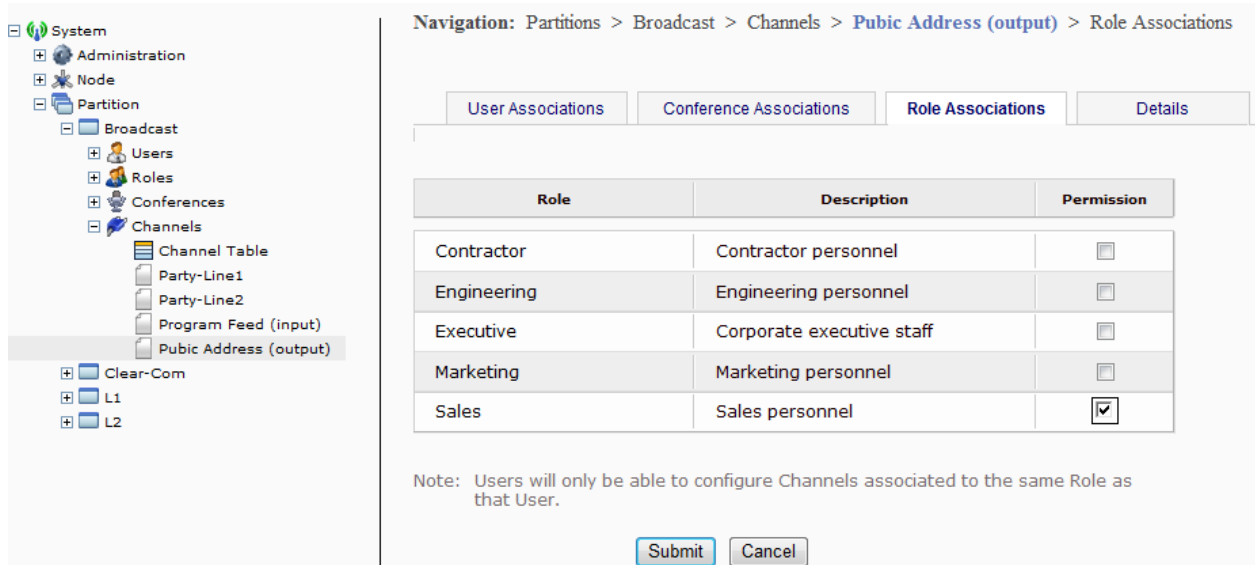 Navigation: Partitions > Broadcast > Channels > Pubic Address (output) > Role Associations
System
Administration
Node
Partition
Broadcast
Users
Roles
Conferences
Channels
Channel Table
Party-Line1
Party-Line2
Program Feed (input)
Pubic Address (output)
Clear-Com
L1
L2
User Associations
Conference Associations
Role Associations
Details
Role Description Permission
Contractor Contractor personnel
Engineering Engineering personnel
Executive Corporate executive staff
Marketing Marketing personnel
Sales Sales personnel
Note: Users will only be able to configure Channels associated to the same Role as
that User.
Submit Cancel